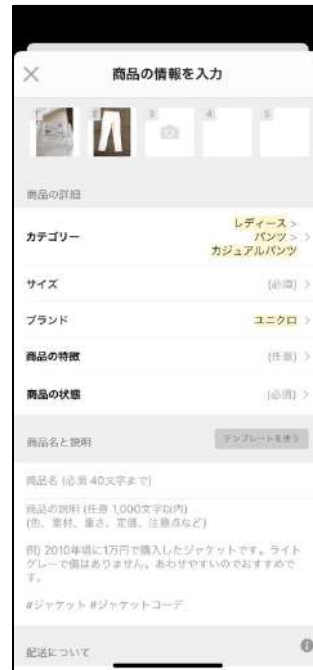 商品の情報を入力
1
2
3
4
5
商品の詳細
カテゴリー
レディース >
パンツ >
カジュアルパンツ
サイズ
(必須)
ブランド
ユニクロ
商品の特徴
(任意)
商品の状態
(必須)
商品名と説明
テンプレートを使う
商品名 (必須 40文字まで)
商品の説明 (任意 1,000文字以内)
(色、素材、重さ、定価、注意点など)
例) 2010年頃に1万円で購入したジャケットです。ライト
グレーで傷はありません。あわせやすいのでおすすめで
す。
#ジャケット #ジャケットコーデ
配送について